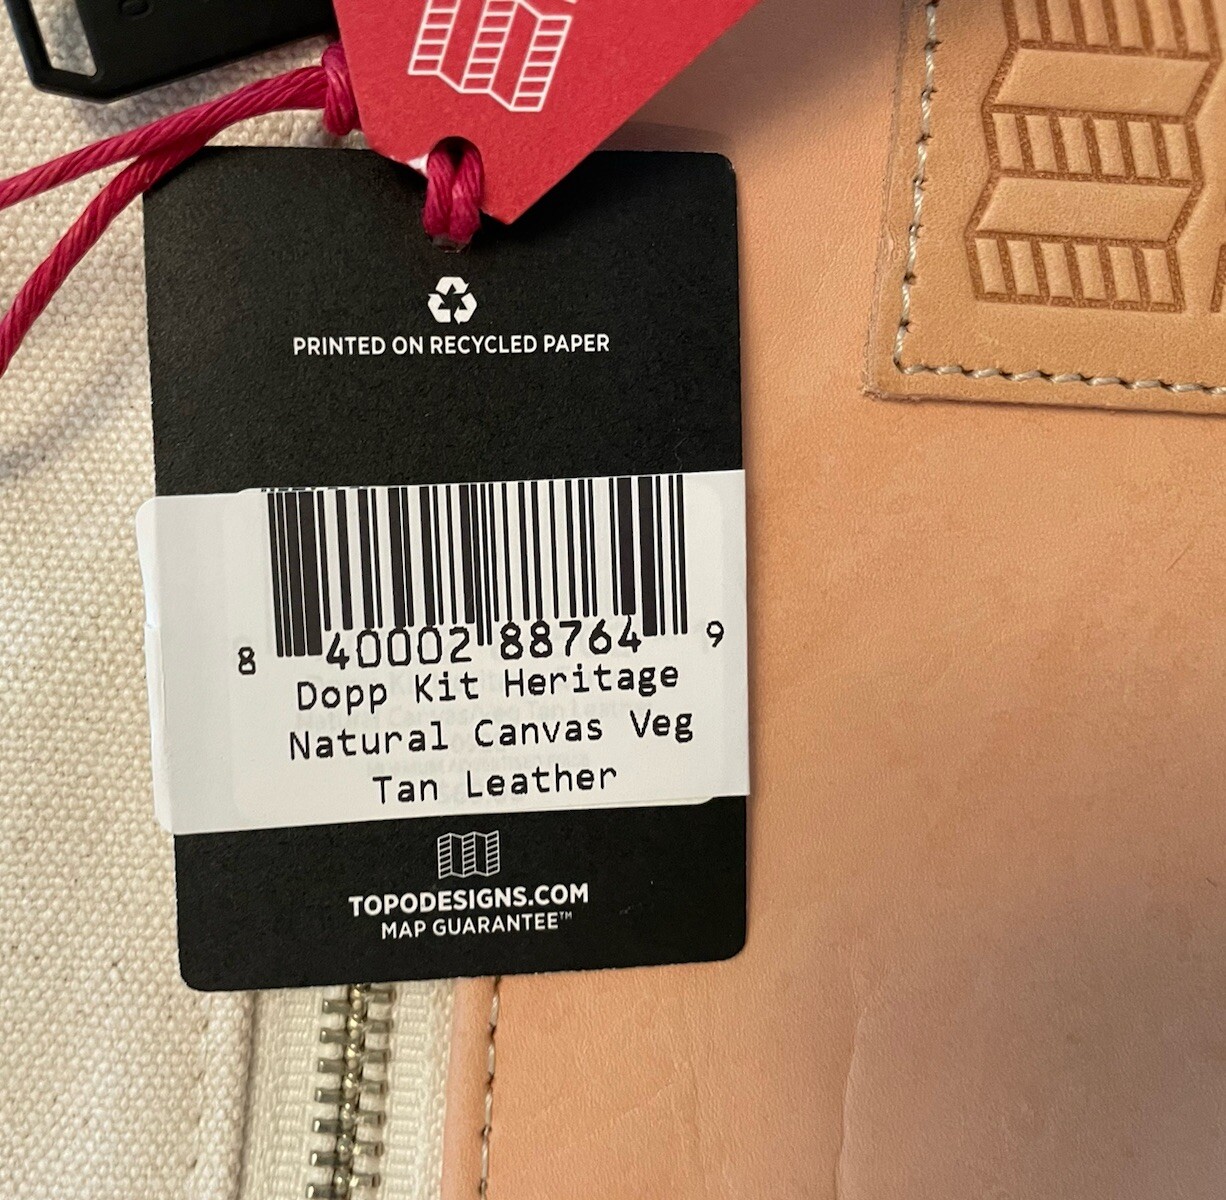 PRINTED ON RECYCLED PAPER
8 40002 88764 9
Dopp Kit Heritage
Natural Canvas Veg
Tan Leather
TOPODESIGNS.COM
MAP GUARANTEE™